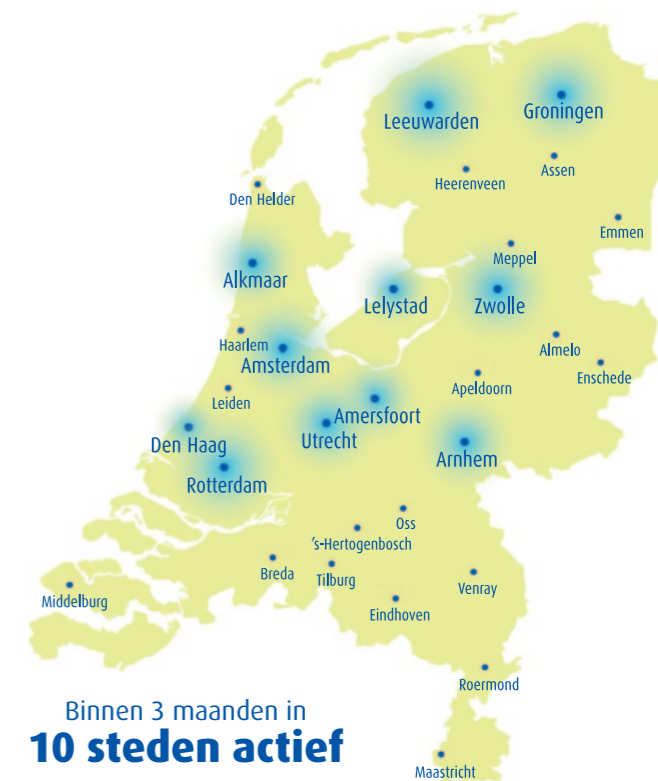 Leeuwarden
Groningen
Assen
Heerenveen
Den Helder
Emmen
Meppel
Alkmaar
Lelystad
Zwolle
Haarlem
Almelo
Amsterdam
Enschede
Apeldoorn
Leiden
Amersfoort
Utrecht
Den Haag
Arnhem
Rotterdam
Oss
's-Hertogenbosch
Breda
Tilburg
Venray
Middelburg
Eindhoven
Roermond
Binnen 3 maanden in
10 steden actief
Maastricht